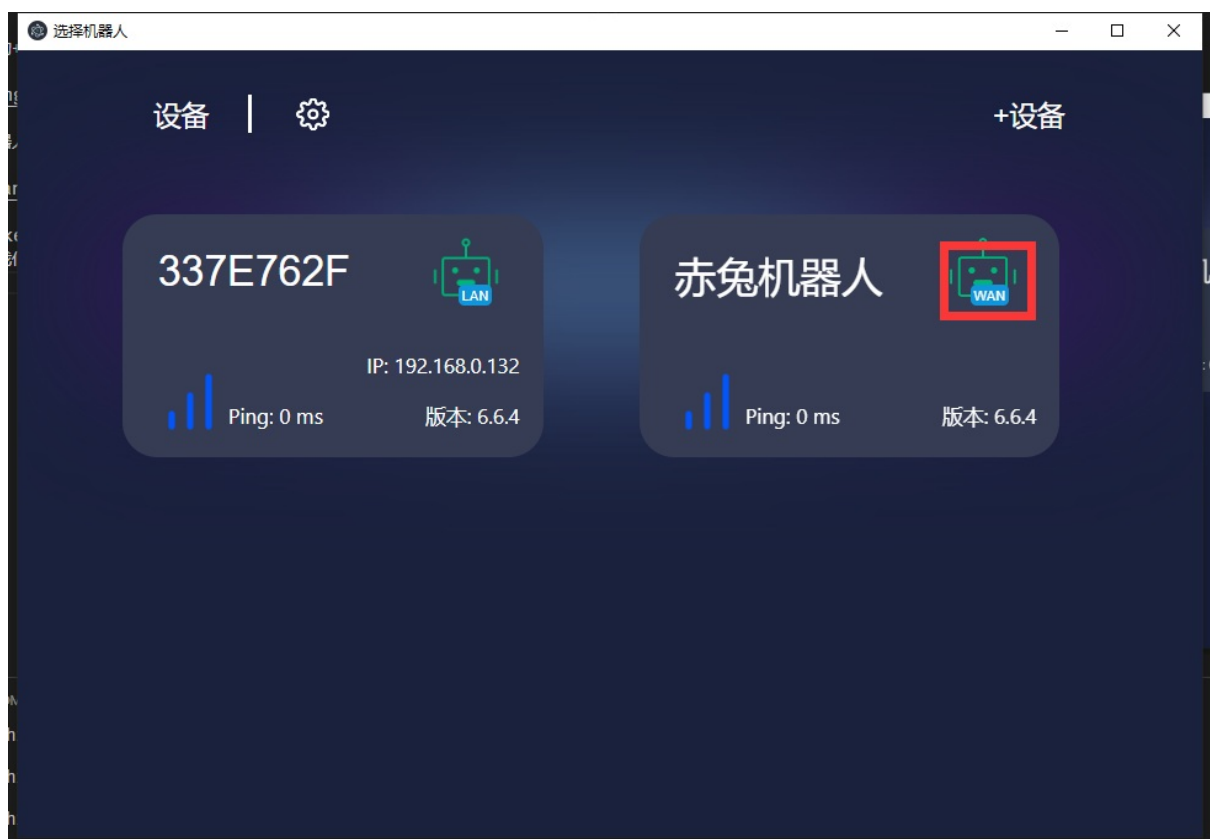 选择机器人
设备
+设备
337E762F
LAN
IP: 192.168.0.132
Ping: 0 ms
版本: 6.6.4
赤兔机器人
WAN
Ping: 0 ms
版本: 6.6.4